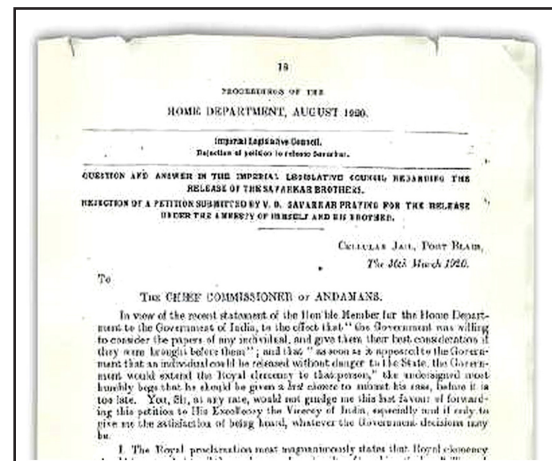 18
PROCEEDINGS OF THE
HOME DEPARTMENT, AUGUST 1920.
Imperial Legislative Council.
Rejection of petition to release Savarkar.
QUESTION AND ANSWER IN THE IMPERIAL LEGISLATIVE COUNCIL REGARDING THE
RELEASE OF THE SAVARKAR BROTHERS.
REJECTION OF A PETITION SUBMITTED BY V. D. SAVARKAR PRAYING FOR THE RELEASE
UNDER THE AMNESTY OF HIMSELF AND HIS BROTHER.
CELLULAR JAIL, PORT BLAIR,
The 30th March 1920.
To
THE CHIEF COMMISSIONER OF ANDAMANS.
In view of the recent statement of the Hon'ble Member for the Home Depart-
ment to the Government of India, to the effect that "the Government was willing
to consider the papers of any individual, and give them their best consideration if
they were brought before them"; and that "as soon as it appeared to the Govern-
ment that an individual could be released without danger to the State, the Govern-
ment would extend the Royal clemency to that person," the undersigned most
humbly begs that he should be given a last chance to submit his case, before it is
too late. You, Sir, at any rate, would not grudge me this last favour of forward-
ing this petition to His Excellency the Viceroy of India, especially and if only to
give me the satisfaction of being heard, whatever the Government decisions may
be.
I. The Royal proclamation most magnanimously states that Royal clemency